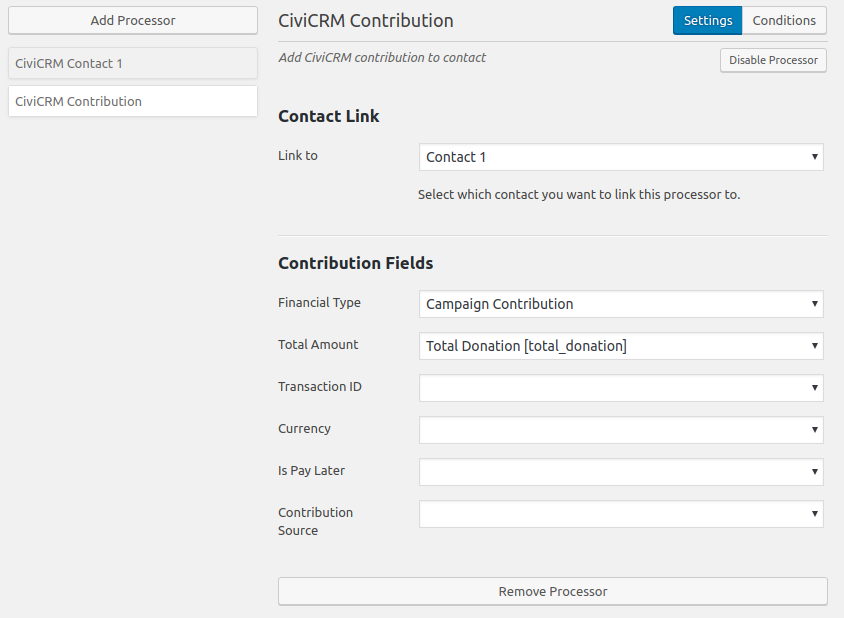 Add Processor
CiviCRM Contact 1
CiviCRM Contribution
CiviCRM Contribution
Settings
Conditions
Add CiviCRM contribution to contact
Disable Processor
Contact Link
Link to
Contact 1
Select which contact you want to link this processor to.
Contribution Fields
Financial Type
Campaign Contribution
Total Amount
Total Donation [total_donation]
Transaction ID
Currency
Is Pay Later
Contribution
Source
Remove Processor